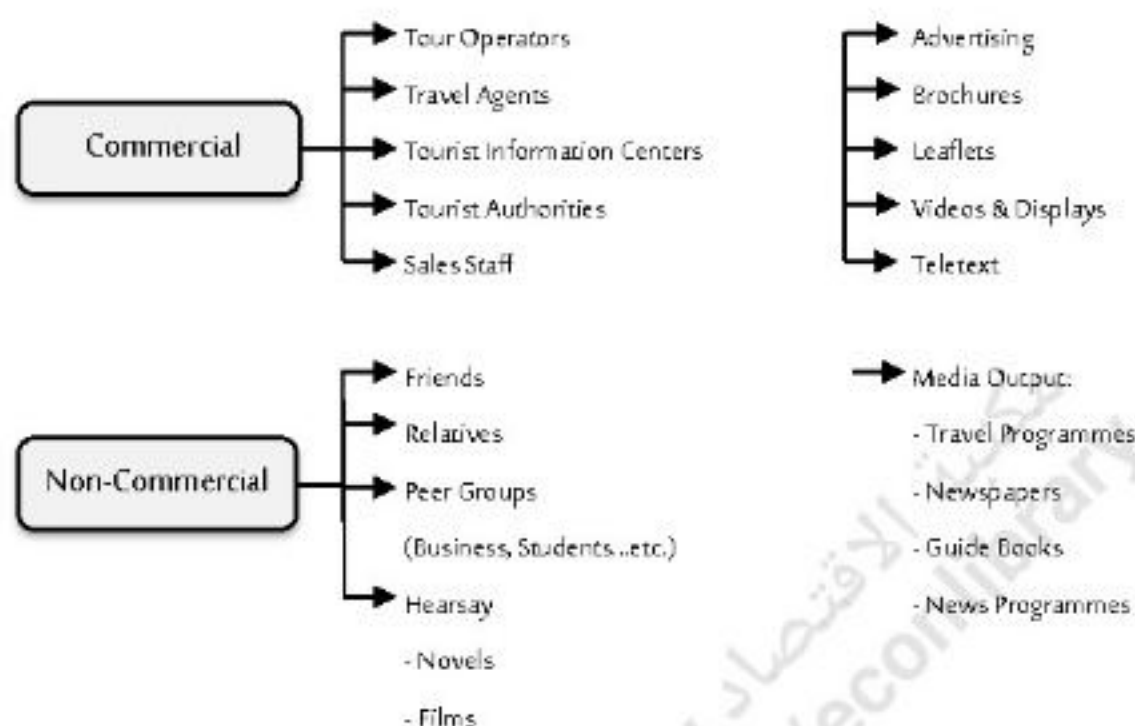 Commercial
Tour Operators
Travel Agents
Tourist Information Centers
Tourist Authorities
Sales Staff
Advertising
Brochures
Leaflets
Videos & Displays
Teletext
Non-Commercial
Friends
Relatives
Peer Groups
(Business, Students...etc.)
Hearsay
- Novels
- Films
Media Output:
- Travel Programmes
- Newspapers
- Guide Books
- News Programmes